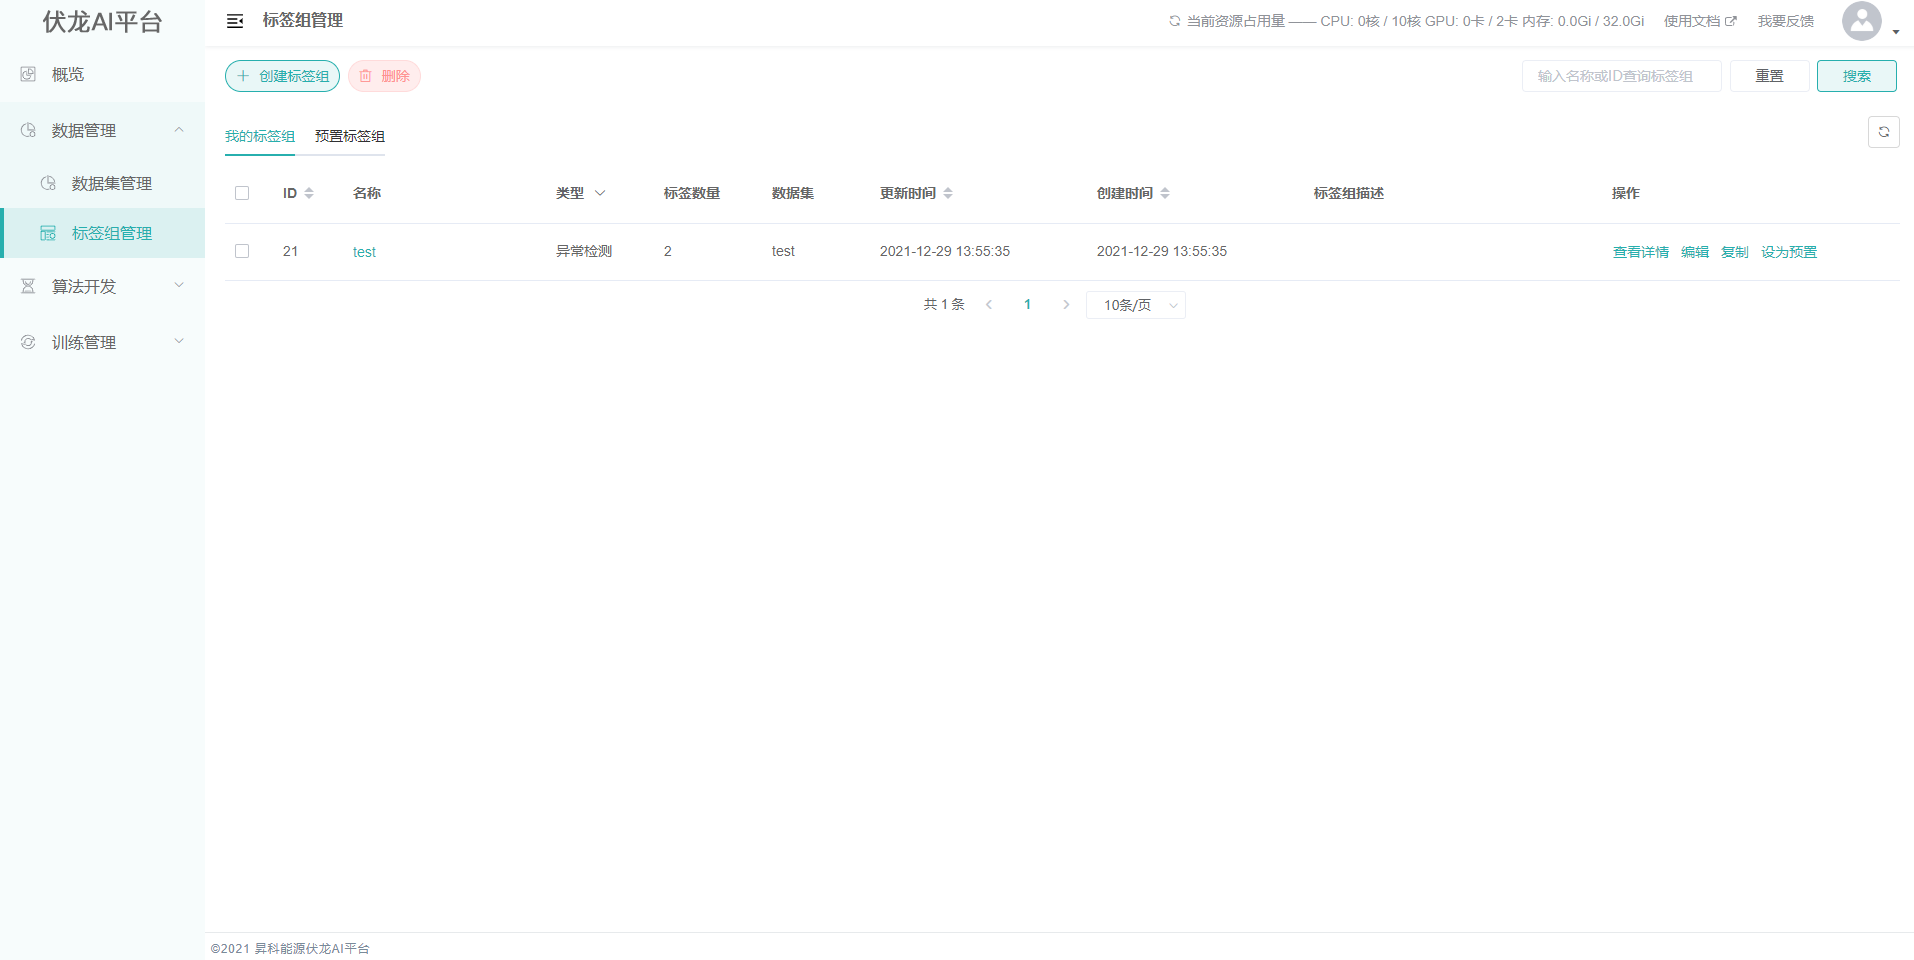 伏龙AI平台
标签组管理
当前资源占用量 —— CPU: 0核 / 10核 GPU: 0卡 / 2卡 内存: 0.0Gi / 32.0Gi 使用文档 我要反馈
概览
数据管理
数据集管理
标签组管理
算法开发
训练管理
创建标签组 删除
输入名称或ID查询标签组 重置 搜索
我的标签组 预置标签组
ID 名称 类型 标签数量 数据集 更新时间 创建时间 标签组描述 操作
21 test 异常检测 2 test 2021-12-29 13:55:35 2021-12-29 13:55:35 查看详情 编辑 复制 设为预置
共 1 条 1 10条/页
©2021 昇科能源伏龙AI平台